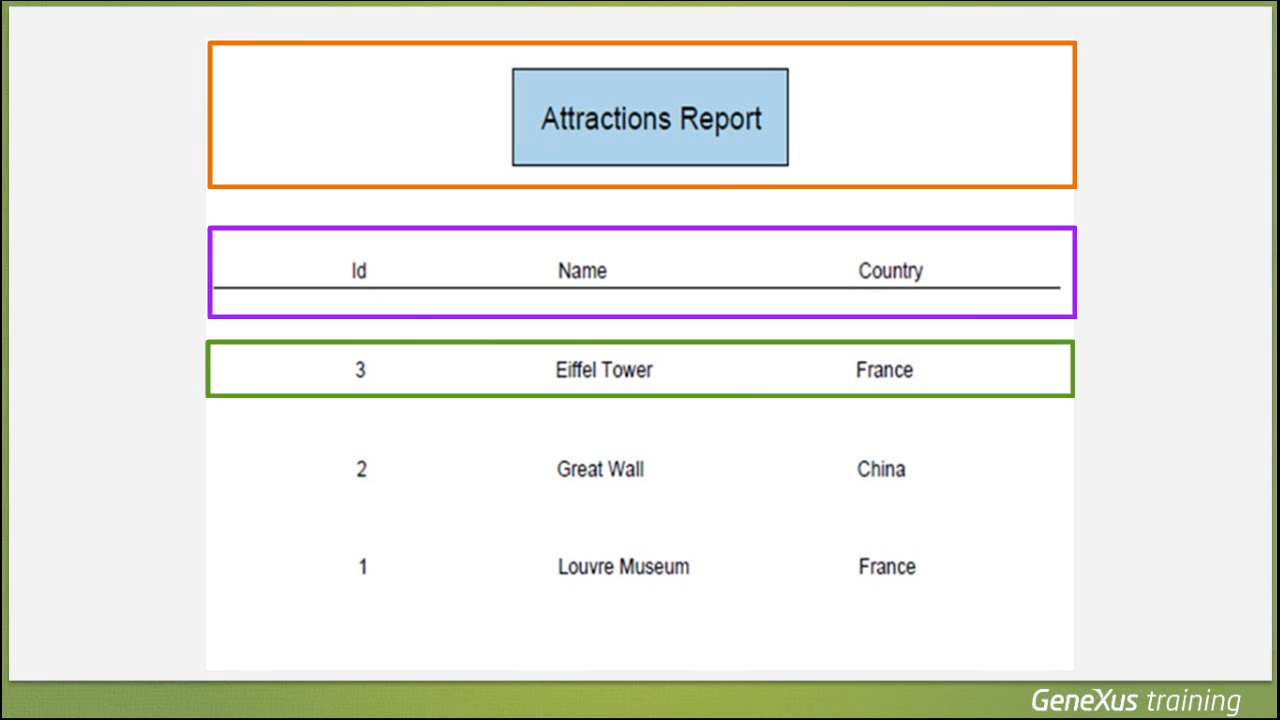 Attractions Report
Id Name Country
3 Eiffel Tower France
2 Great Wall China
1 Louvre Museum France
GeneXus training